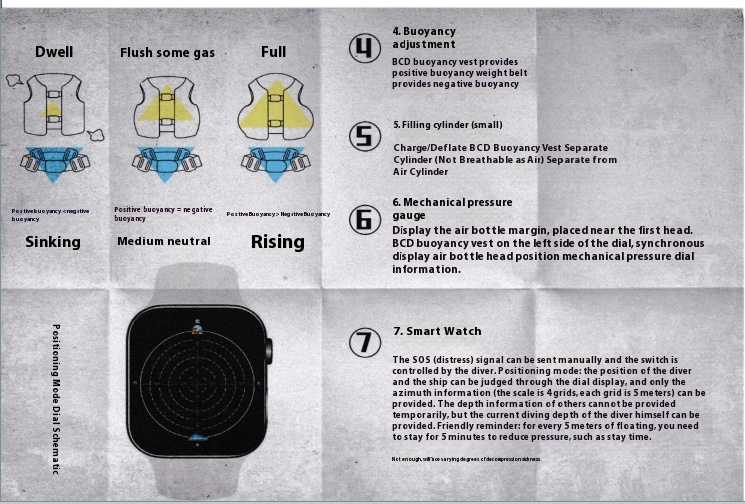 Dwell
Flush some gas
Full
Postive buoyancy < negative
buoyancy
Positive buoyancy = negative
buoyancy
Postive Buoyancy > Negative Buoyancy
Sinking
Medium neutral
Rising
Positioning Mode Dial Schematic
4
4. Buoyancy
adjustment
BCD buoyancy vest provides
positive buoyancy weight belt
provides negative buoyancy
5
5. Filling cylinder (small)
Charge/Deflate BCD Buoyancy Vest Separate
Cylinder (Not Breathable as Air) Separate from
Air Cylinder
6
6. Mechanical pressure
gauge
Display the air bottle margin, placed near the first head.
BCD buoyancy vest on the left side of the dial, synchronous
display air bottle head position mechanical pressure dial
information.
7
7. Smart Watch
The SOS (distress) signal can be sent manually and the switch is
controlled by the diver. Positioning mode: the position of the diver
and the ship can be judged through the dial display, and only the
azimuth information (the scale is 4 grids, each grid is 5 meters) can be
provided. The depth information of others cannot be provided
temporarily, but the current diving depth of the diver himself can be
provided. Friendly reminder: for every 5 meters of floating, you need
to stay for 5 minutes to reduce pressure, such as stay time.
Not enough, will face varying degrees of decompression sickness.